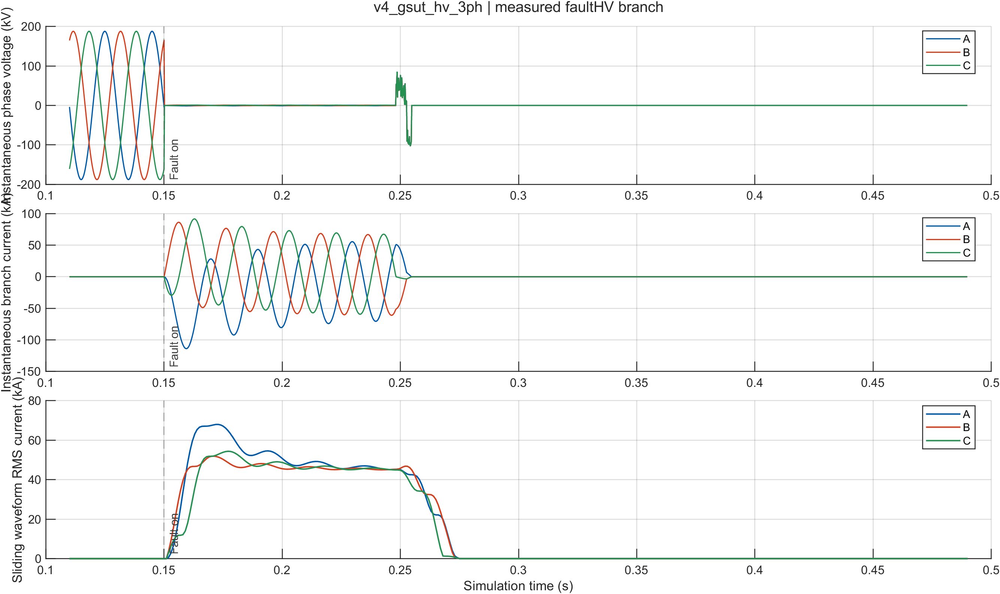 v4_gsut_hv_3ph | measured faultHV branch
Instantaneous phase voltage (kV)
200
100
0
-100
-200
0.1
0.15
0.2
0.25
0.3
0.35
0.4
0.45
0.5
Fault on
A
B
C
Instantaneous branch current (kA)
100
50
0
-50
-100
-150
0.1
0.15
0.2
0.25
0.3
0.35
0.4
0.45
0.5
Fault on
A
B
C
Sliding waveform RMS current (kA)
80
60
40
20
0
0.1
0.15
0.2
0.25
0.3
0.35
0.4
0.45
0.5
Fault on
A
B
C
Simulation time (s)